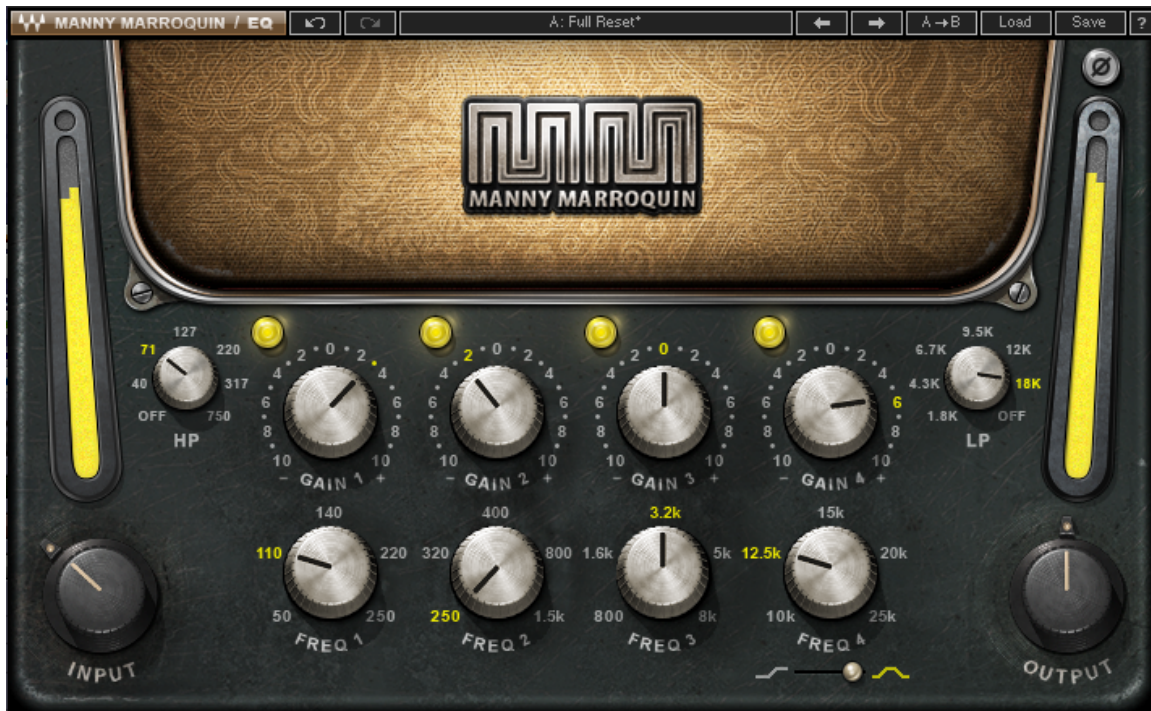 MANNY MARROQUIN / EQ A: Full Reset* A→B Load Save ?
Ø
MANNY MARROQUIN
127
71 220
40 317
OFF 750
HP
2 0 2
4 4
6 6
8 8
10 10
− GAIN 1 +
2 0 2
4 4
6 6
8 8
10 10
− GAIN 2 +
2 0 2
4 4
6 6
8 8
10 10
− GAIN 3 +
2 0 2
4 4
6 6
8 8
10 10
− GAIN 4 +
9.5K
6.7K 12K
4.3K 18K
1.8K OFF
LP
140
110 220
50 250
FREQ 1
400
320 800
250 1.5k
FREQ 2
3.2k
1.6k 5k
800 8k
FREQ 3
15k
12.5k 20k
10k 25k
FREQ 4
INPUT
OUTPUT